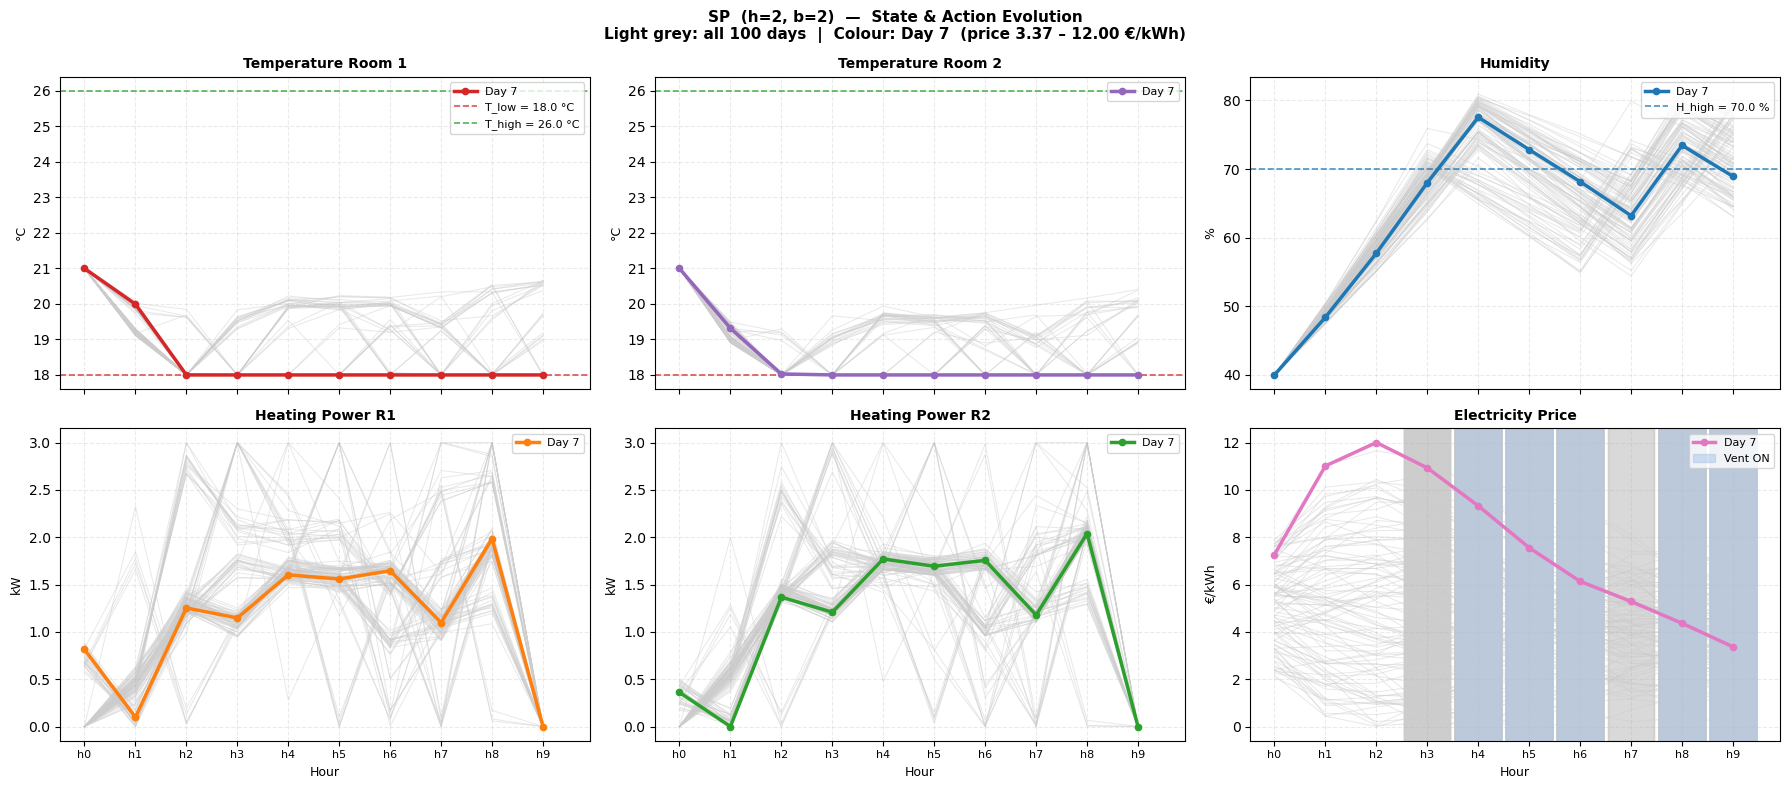 SP  (h=2, b=2)  —  State & Action Evolution
Light grey: all 100 days  |  Colour: Day 7  (price 3.37 – 12.00 €/kWh)
Temperature Room 1
26
25
24
23
22
21
20
19
18
°C
Day 7
T_low = 18.0 °C
T_high = 26.0 °C
Temperature Room 2
26
25
24
23
22
21
20
19
18
°C
Day 7
Humidity
80
70
60
50
40
%
Day 7
H_high = 70.0 %
Heating Power R1
3.0
2.5
2.0
1.5
1.0
0.5
0.0
kW
Day 7
h0 h1 h2 h3 h4 h5 h6 h7 h8 h9
Hour
Heating Power R2
3.0
2.5
2.0
1.5
1.0
0.5
0.0
kW
Day 7
h0 h1 h2 h3 h4 h5 h6 h7 h8 h9
Hour
Electricity Price
12
10
8
6
4
2
0
€/kWh
Day 7
Vent ON
h0 h1 h2 h3 h4 h5 h6 h7 h8 h9
Hour